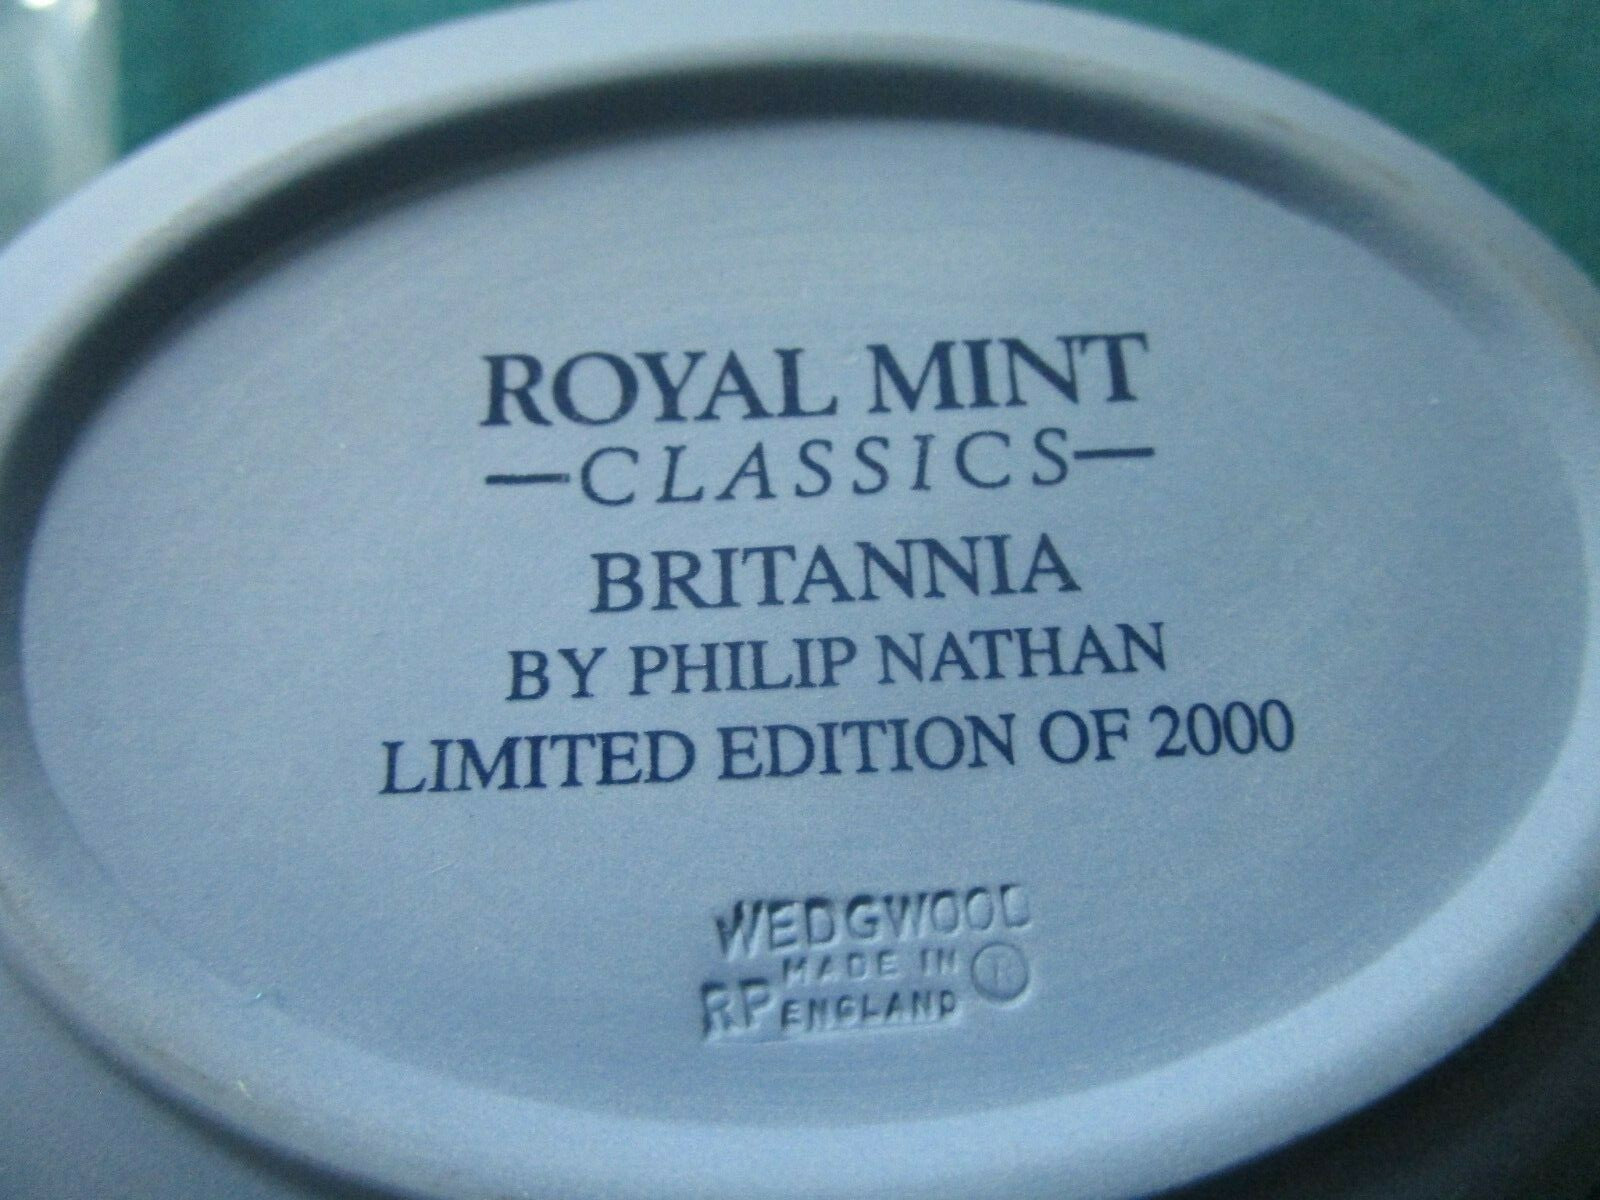 ROYAL MINT
—CLASSICS—
BRITANNIA
BY PHILIP NATHAN
LIMITED EDITION OF 2000
WEDGWOOD
MADE IN
RP ENGLAND